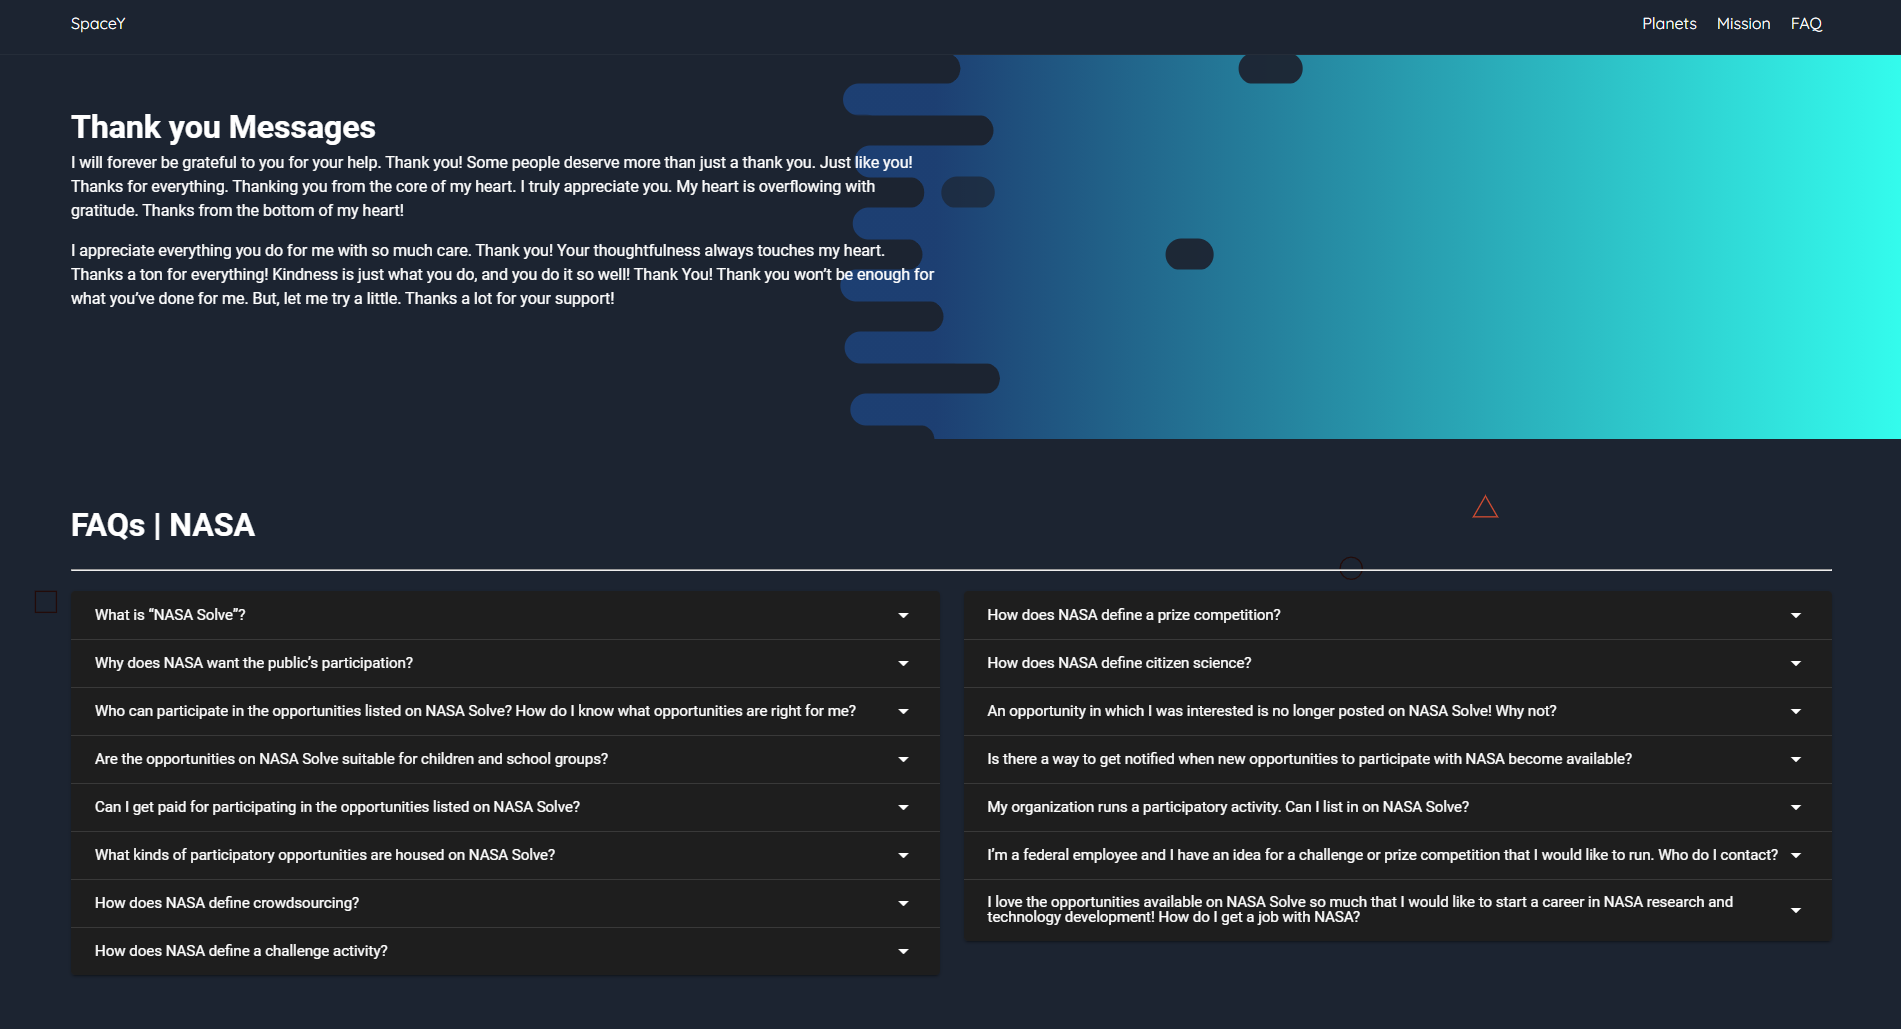 SpaceY
Planets Mission FAQ
Thank you Messages
I will forever be grateful to you for your help. Thank you! Some people deserve more than just a thank you. Just like you!
Thanks for everything. Thanking you from the core of my heart. I truly appreciate you. My heart is overflowing with
gratitude. Thanks from the bottom of my heart!
I appreciate everything you do for me with so much care. Thank you! Your thoughtfulness always touches my heart.
Thanks a ton for everything! Kindness is just what you do, and you do it so well! Thank You! Thank you won’t be enough for
what you’ve done for me. But, let me try a little. Thanks a lot for your support!
FAQs | NASA
What is “NASA Solve”?
Why does NASA want the public’s participation?
Who can participate in the opportunities listed on NASA Solve? How do I know what opportunities are right for me?
Are the opportunities on NASA Solve suitable for children and school groups?
Can I get paid for participating in the opportunities listed on NASA Solve?
What kinds of participatory opportunities are housed on NASA Solve?
How does NASA define crowdsourcing?
How does NASA define a challenge activity?
How does NASA define a prize competition?
How does NASA define citizen science?
An opportunity in which I was interested is no longer posted on NASA Solve! Why not?
Is there a way to get notified when new opportunities to participate with NASA become available?
My organization runs a participatory activity. Can I list in on NASA Solve?
I’m a federal employee and I have an idea for a challenge or prize competition that I would like to run. Who do I contact?
I love the opportunities available on NASA Solve so much that I would like to start a career in NASA research and
technology development! How do I get a job with NASA?